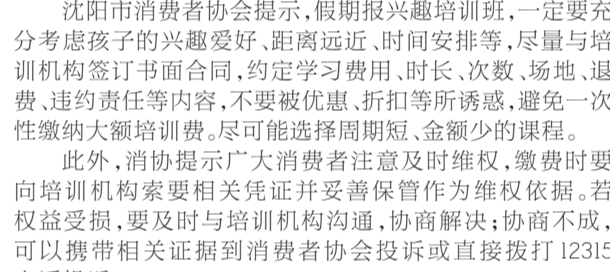 沈阳市消费者协会提示，假期报兴趣培训班，一定要充
分考虑孩子的兴趣爱好、距离远近、时间安排等，尽量与培
训机构签订书面合同，约定学习费用、时长、次数、场地、退
费、违约责任等内容，不要被优惠、折扣等所诱惑，避免一次
性缴纳大额培训费。尽可能选择周期短、金额少的课程。
此外，消协提示广大消费者注意及时维权，缴费时要
向培训机构索要相关凭证并妥善保管作为维权依据。若
权益受损，要及时与培训机构沟通，协商解决；协商不成，
可以携带相关证据到消费者协会投诉或直接拨打12315